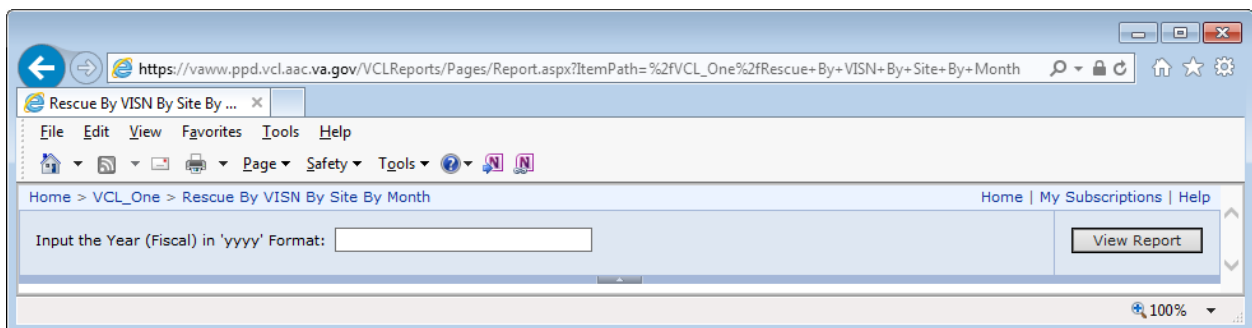 https://vaww.ppd.vcl.aac.va.gov/VCLReports/Pages/Report.aspx?ItemPath=%2fVCL_One%2fRescue+By+VISN+By+Site+By+Month
Rescue By VISN By Site By ...
File Edit View Favorites Tools Help
Page Safety Tools
Home > VCL_One > Rescue By VISN By Site By Month Home | My Subscriptions | Help
Input the Year (Fiscal) in 'yyyy' Format: View Report
100%